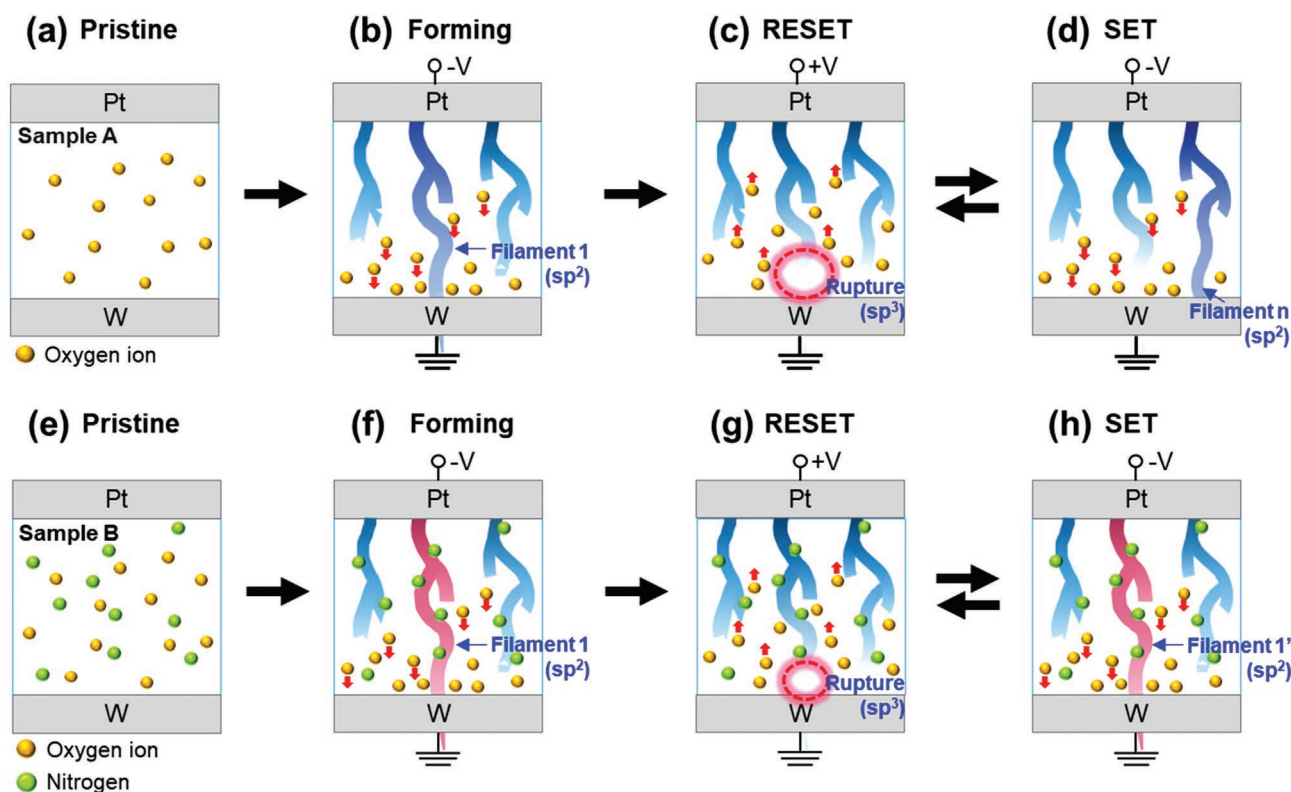 (a) Pristine
(b) Forming
(c) RESET
(d) SET
-V
+V
-V
Pt
Pt
Pt
Pt
Sample A
Filament 1
(sp²)
Rupture
(sp³)
Filament n
(sp²)
W
W
W
W
Oxygen ion
(e) Pristine
(f) Forming
(g) RESET
(h) SET
-V
+V
-V
Pt
Pt
Pt
Pt
Sample B
Filament 1
(sp²)
Rupture
(sp³)
Filament 1’
(sp²)
W
W
W
W
Oxygen ion
Nitrogen